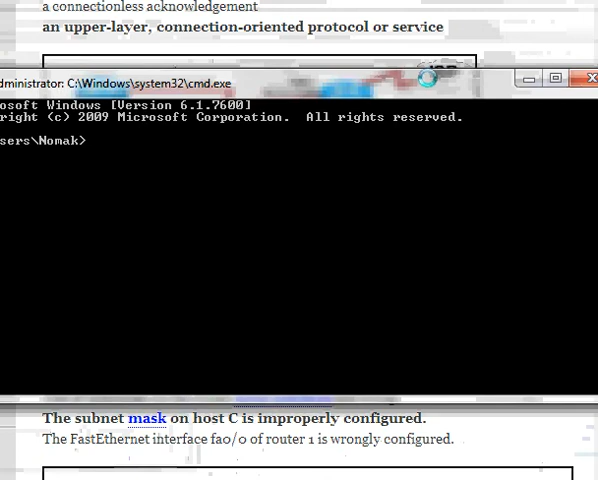 a connectionless acknowledgement
an upper-layer, connection-oriented protocol or service
dministrator: C:\Windows\system32\cmd.exe
osoft Windows [Version 6.1.7600]
right (c) 2009 Microsoft Corporation.  All rights reserved.
sers\Nomak>
The subnet mask on host C is improperly configured.
The FastEthernet interface fa0/0 of router 1 is wrongly configured.